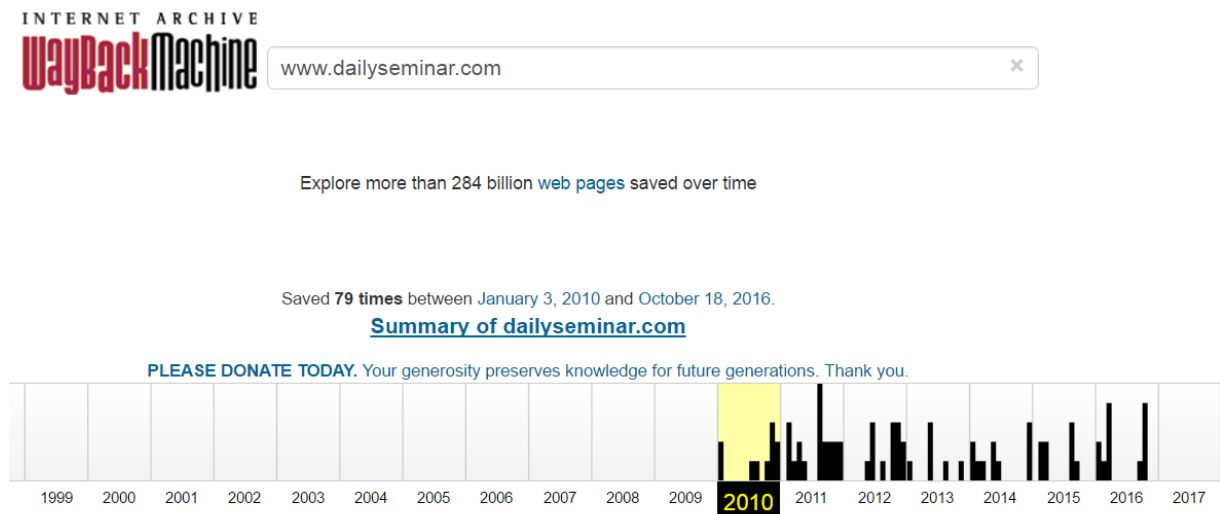 INTERNET ARCHIVE
WayBackMachine
www.dailyseminar.com ×
Explore more than 284 billion web pages saved over time
Saved 79 times between January 3, 2010 and October 18, 2016.
Summary of dailyseminar.com
PLEASE DONATE TODAY. Your generosity preserves knowledge for future generations. Thank you.
1999 2000 2001 2002 2003 2004 2005 2006 2007 2008 2009 2010 2011 2012 2013 2014 2015 2016 2017